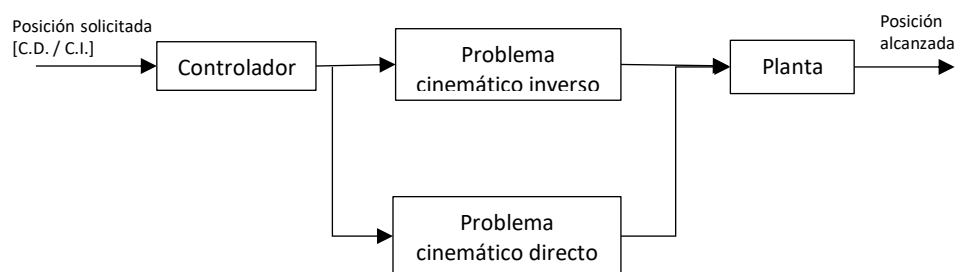 Posición solicitada
[C.D. / C.I.]
Controlador
Problema
cinemático inverso
Planta
Posición
alcanzada
Problema
cinemático directo